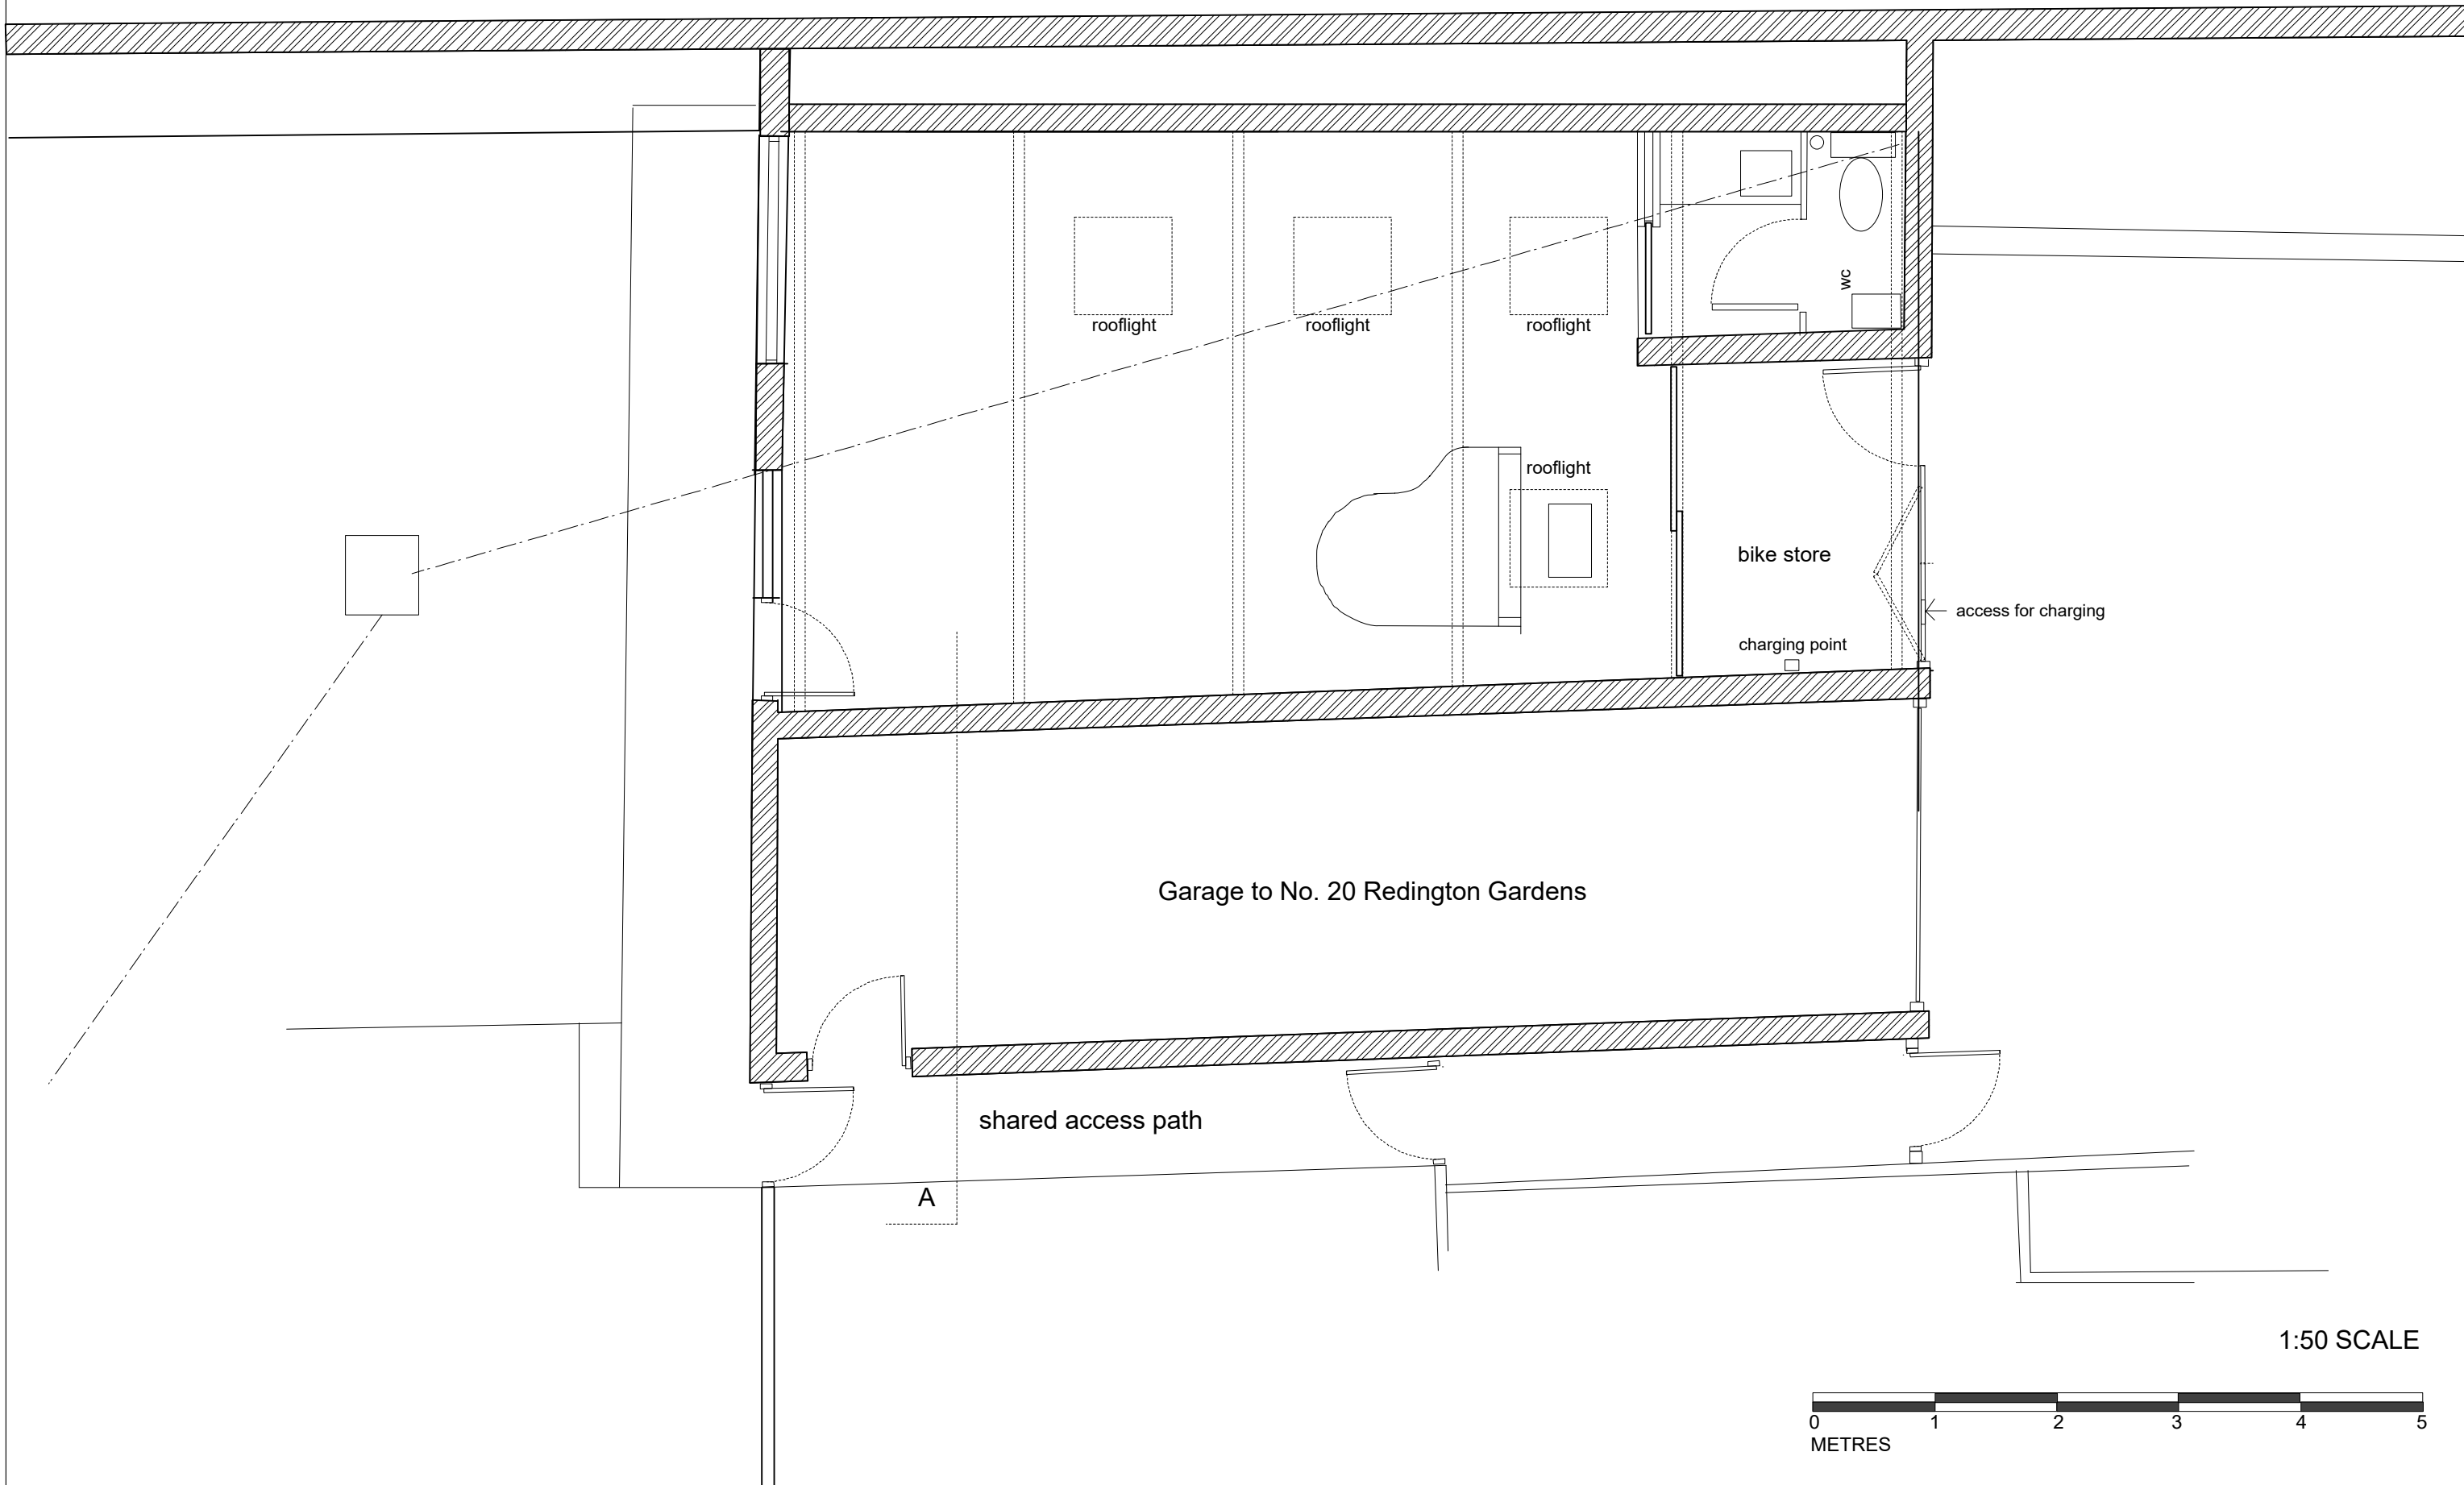 wc
rooflight
rooflight
rooflight
rooflight
bike store
access for charging
charging point
Garage to No. 20 Redington Gardens
shared access path
A
1:50 SCALE
0 1 2 3 4 5
METRES